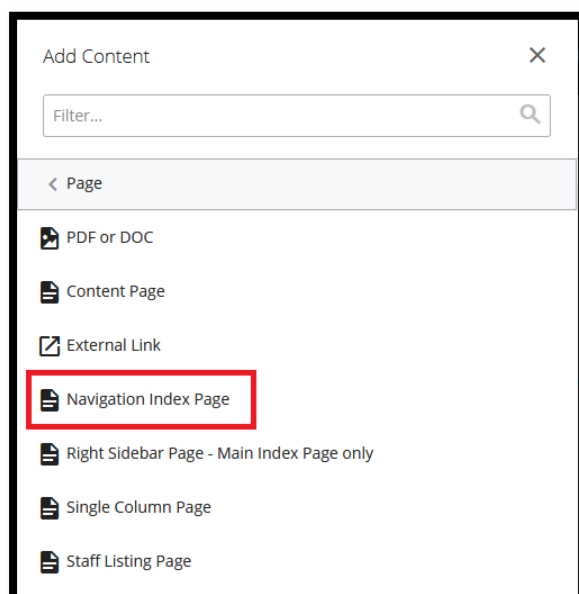 Add Content
Filter...
Page
PDF or DOC
Content Page
External Link
Navigation Index Page
Right Sidebar Page - Main Index Page only
Single Column Page
Staff Listing Page